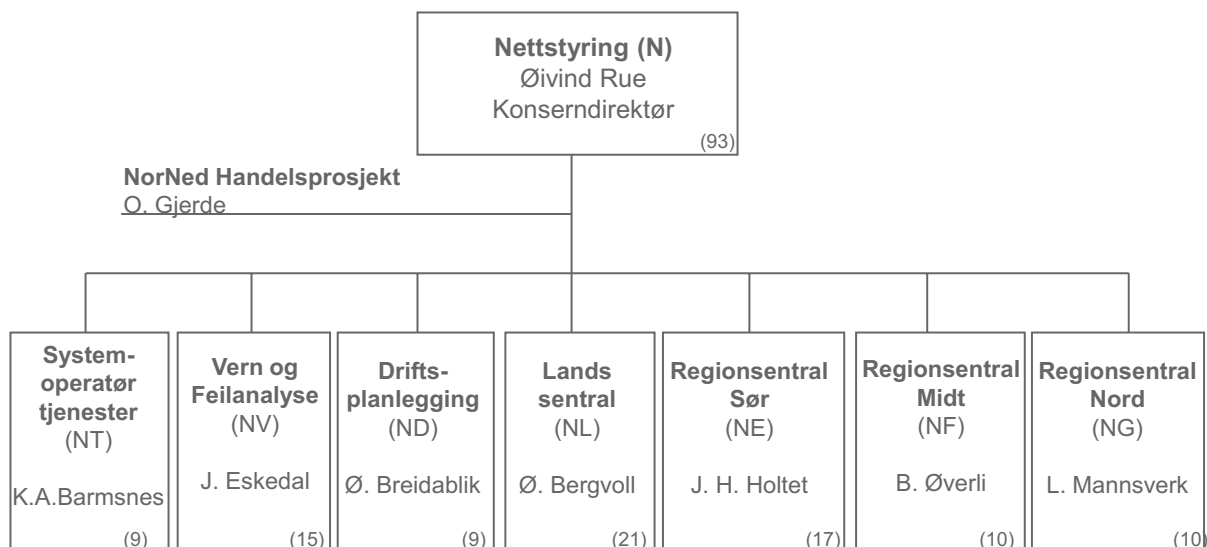 Nettstyring (N)
Øivind Rue
Konserndirektør
(93)
NorNed Handelsprosjekt
O. Gjerde
System-
operatør
tjenester
(NT)
K.A.Barmsnes
(9)
Vern og
Feilanalyse
(NV)
J. Eskedal
(15)
Drifts-
planlegging
(ND)
Ø. Breidablik
(9)
Lands
sentral
(NL)
Ø. Bergvoll
(21)
Regionsentral
Sør
(NE)
J. H. Holtet
(17)
Regionsentral
Midt
(NF)
B. Øverli
(10)
Regionsentral
Nord
(NG)
L. Mannsverk
(10)